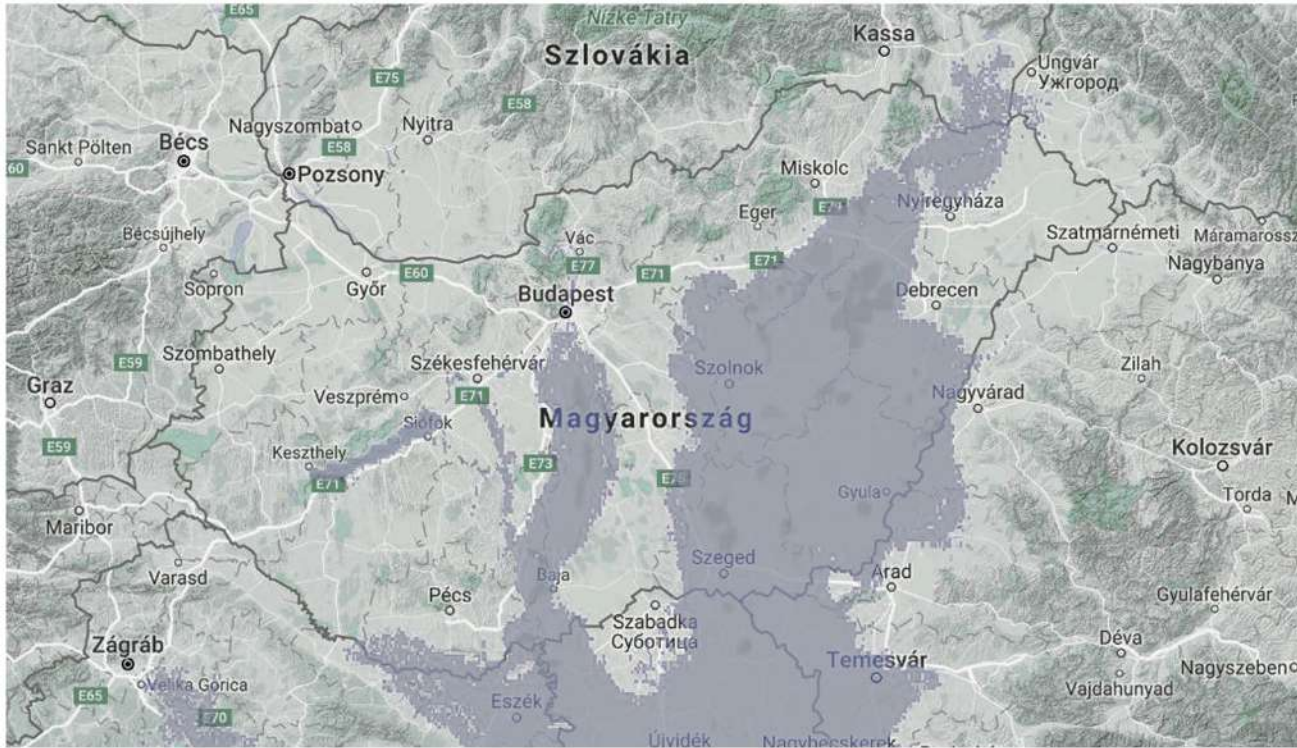 E65
Nízke Tatry
Szlovákia
Kassa
Ungvár
Ужгород
E75
E58
Nagyszombat
Nyitra
E58
Bécs
Sankt Pölten
60
Pozsony
Miskolc
Nyíregyháza
Eger
Szatmárnémeti
Máramarossz
Bécsújhely
Vác
E77
E71
E71
Nagybánya
Sopron
Győr
E60
Budapest
Debrecen
Szombathely
Székesfehérvár
Szolnok
Zilah
E59
Graz
Veszprém
E71
Nagyvárad
Magyarország
Siófok
E59
Keszthely
E71
E73
Kolozsvár
Gyula
Torda
M
Maribor
Varasd
Baja
Szeged
Arad
Pécs
Szabadka
Суботица
Gyulafehérvár
Zágráb
Déva
Temesvár
Nagyszeben
Velika Gorica
E65
Vajdahunyad
E70
Eszék
Újvidék
Nagybecskerek